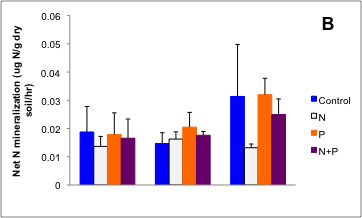 B
0.06
0.05
0.04
0.03
0.02
0.01
0
Net N mineralization (ug N/g dry
soil/hr)
Control
N
P
N+P